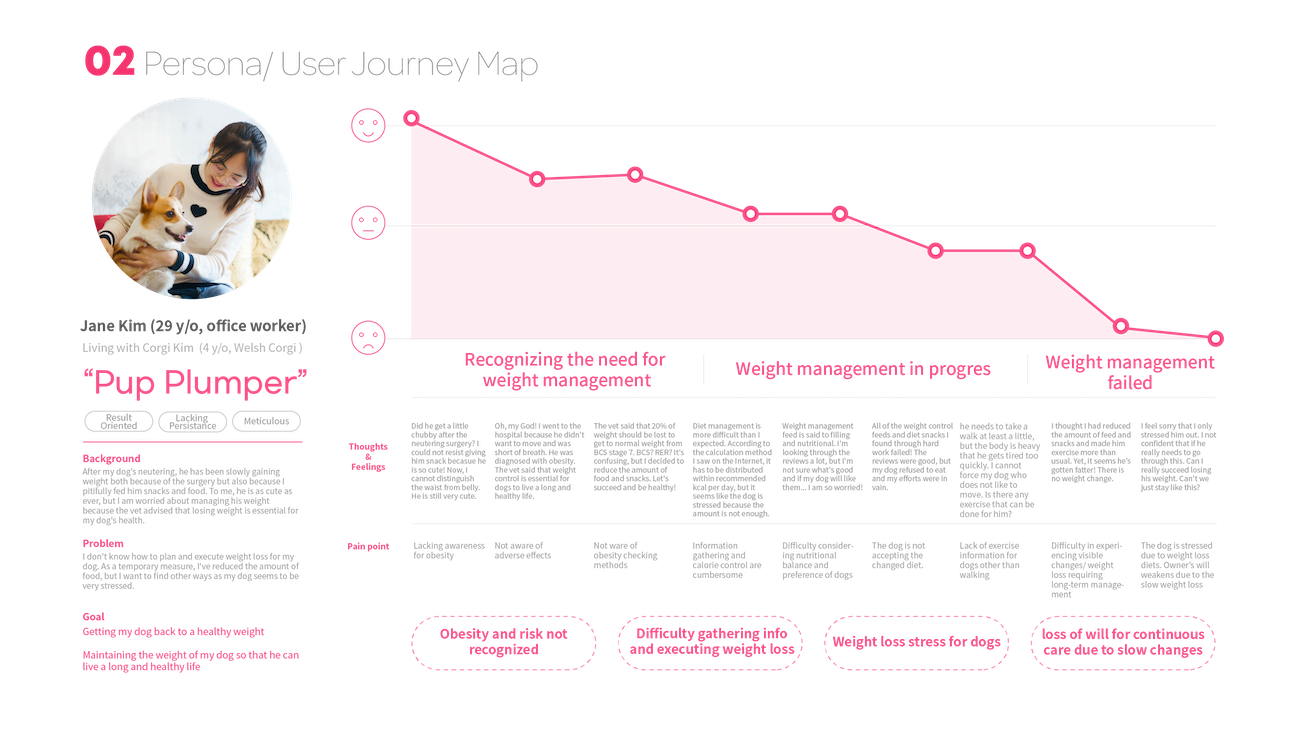 02 Persona/ User Journey Map
Jane Kim (29 y/o, office worker)
Living with Corgi Kim (4 y/o, Welsh Corgi )
“Pup Plumper”
Result
Oriented
Lacking
Persistance
Meticulous
Background
After my dog's neutering, he has been slowly gaining
weight both because of the surgery but also because I
pitifully fed him snacks and food. To me, he is as cute as
ever, but I am worried about managing his weight
because the vet advised that losing weight is essential for
my dog's health.
Problem
I don't know how to plan and execute weight loss for my
dog. As a temporary measure, I've reduced the amount of
food, but I want to find other ways as my dog seems to be
very stressed.
Goal
Getting my dog back to a healthy weight
Maintaining the weight of my dog so that he can
live a long and healthy life
Recognizing the need for
weight management
Weight management in progres
Weight management
failed
Thoughts
&
Feelings
Did he get a little
chubby after the
neutering surgery? I
could not resist giving
him snack becasue he
is so cute! Now, I
cannot distinguish
the waist from belly.
He is still very cute.
Oh, my God! I went to the
hospital because he didn't
want to move and was
short of breath. He was
diagnosed with obesity.
The vet said that weight
control is essential for
dogs to live a long and
healthy life.
The vet said that 20% of
weight should be lost to
get to normal weight from
BCS stage 7. BCS? RER? It's
confusing, but I decided to
reduce the amount of
food and snacks. Let's
succeed and be healthy!
Diet management is
more difficult than I
expected. According to
the calculation method
I saw on the Internet, it
has to be distributed
within recommended
kcal per day, but it
seems like the dog is
stressed because the
amount is not enough.
Weight management
feed is said to filling
and nutritional. I'm
looking through the
reviews a lot, but I'm
not sure what's good
and if my dog will like
them... I am so worried!
All of the weight control
feeds and diet snacks I
found through hard
work failed! The
reviews were good, but
my dog refused to eat
and my efforts were in
vain.
he needs to take a
walk at least a little,
but the body is heavy
that he gets tired too
quickly. I cannot
force my dog who
does not like to
move. Is there any
exercise that can be
done for him?
I thought I had reduced
the amount of feed and
snacks and made him
exercise more than
usual. Yet, it seems he's
gotten fatter! There is
no weight change.
I feel sorry that I only
stressed him out. I not
confident that if he
really needs to go
through this. Can I
really succeed losing
his weight. Can't we
just stay like this?
Pain point
Lacking awareness
for obesity
Not aware of
adverse effects
Not ware of
obesity checking
methods
Information
gathering and
calorie control are
cumbersome
Difficulty consider-
ing nutritional
balance and
preference of dogs
The dog is not
accepting the
changed diet.
Lack of exercise
information for
dogs other than
walking
Difficulty in experi-
encing visible
changes/ weight
loss requiring
long-term manage-
ment
The dog is stressed
due to weight loss
diets. Owner's will
weakens due to the
slow weight loss
Obesity and risk not
recognized
Difficulty gathering info
and executing weight loss
Weight loss stress for dogs
loss of will for continuous
care due to slow changes